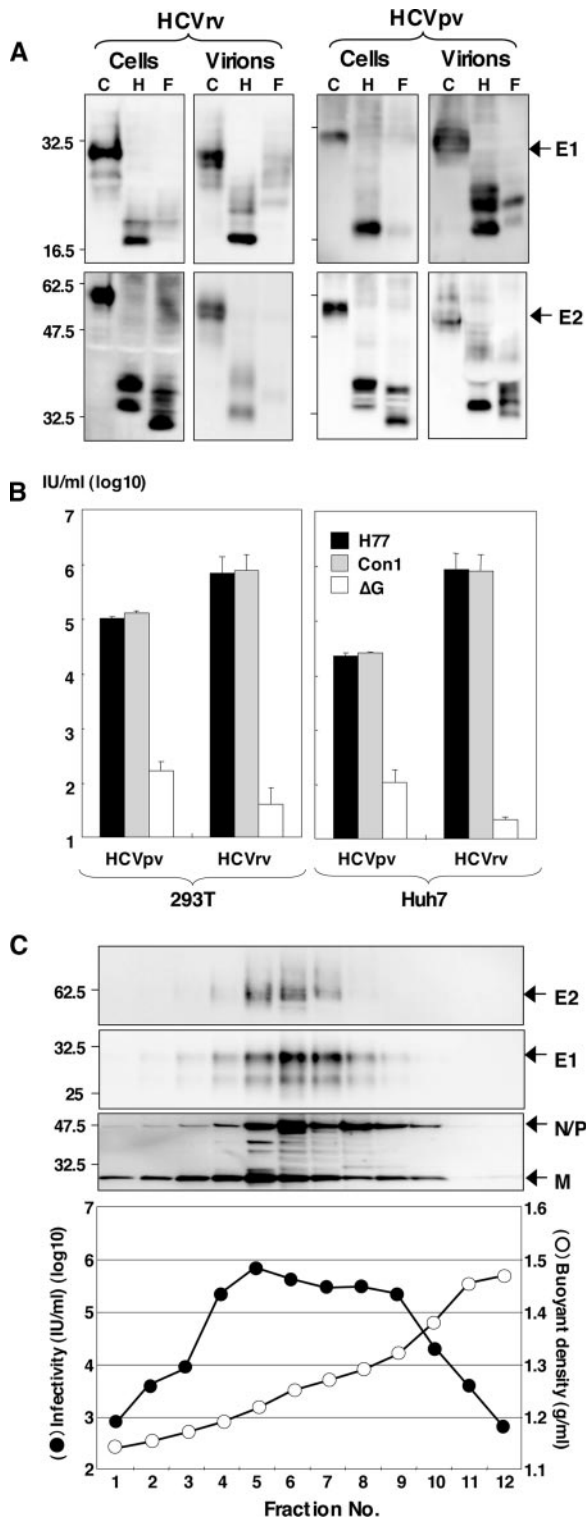 HCVrv HCVpv
A Cells Virions Cells Virions
C H F C H F C H F C H F
32.5
E1
16.5
62.5
E2
47.5
32.5
B IU/ml (log10)
7
6
5
4
3
2
1
H77
Con1
ΔG
HCVpv HCVrv HCVpv HCVrv
293T Huh7
C
62.5 E2
32.5 E1
25
47.5 N/P
32.5 M
7 1.5
6 1.4
5
4 1.3
3 1.2
2 1.1
(●) Infectivity (IU/ml) (log10)
(○) Buoyant density (g/ml)
1 2 3 4 5 6 7 8 9 10 11 12
Fraction No.